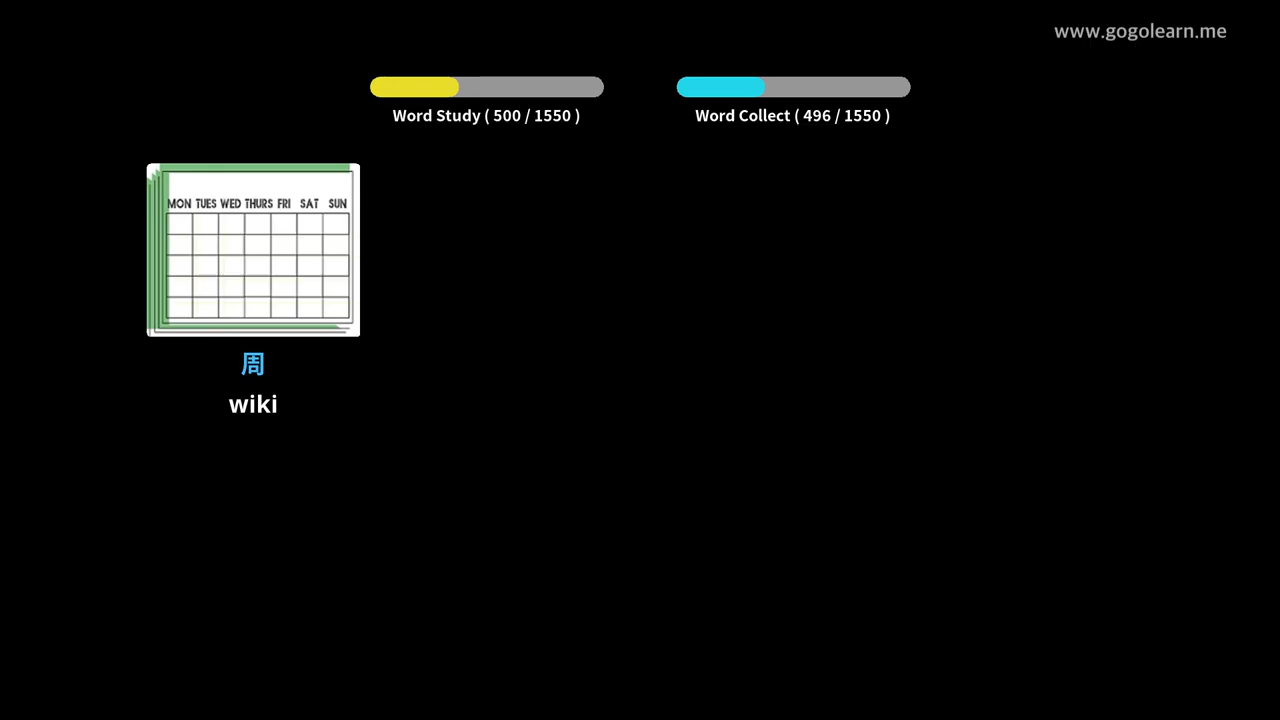 www.gogolearn.me
Word Study ( 500 / 1550 )
Word Collect ( 496 / 1550 )
MON TUES WED THURS FRI SAT SUN
周
wiki